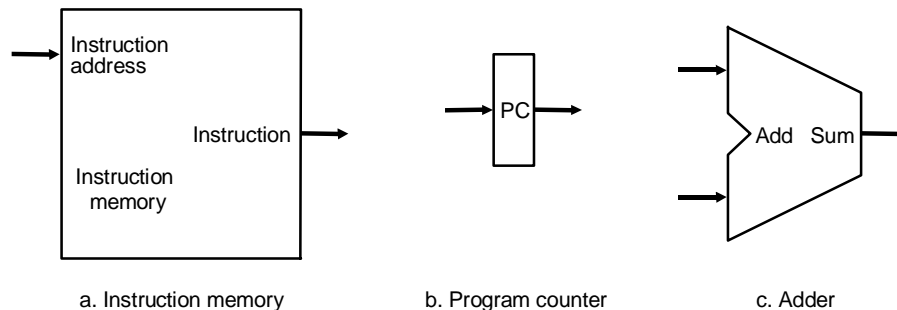 Instruction
address
Instruction
Instruction
memory
PC
Add Sum
a. Instruction memory
b. Program counter
c. Adder